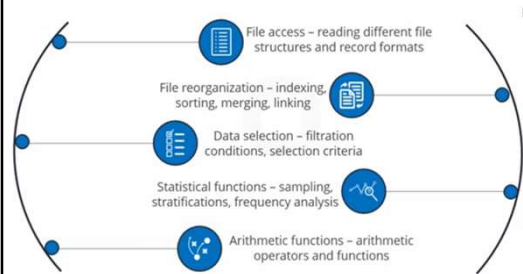 File access – reading different file
structures and record formats
File reorganization – indexing,
sorting, merging, linking
Data selection – filtration
conditions, selection criteria
Statistical functions – sampling,
stratifications, frequency analysis
Arithmetic functions – arithmetic
operators and functions